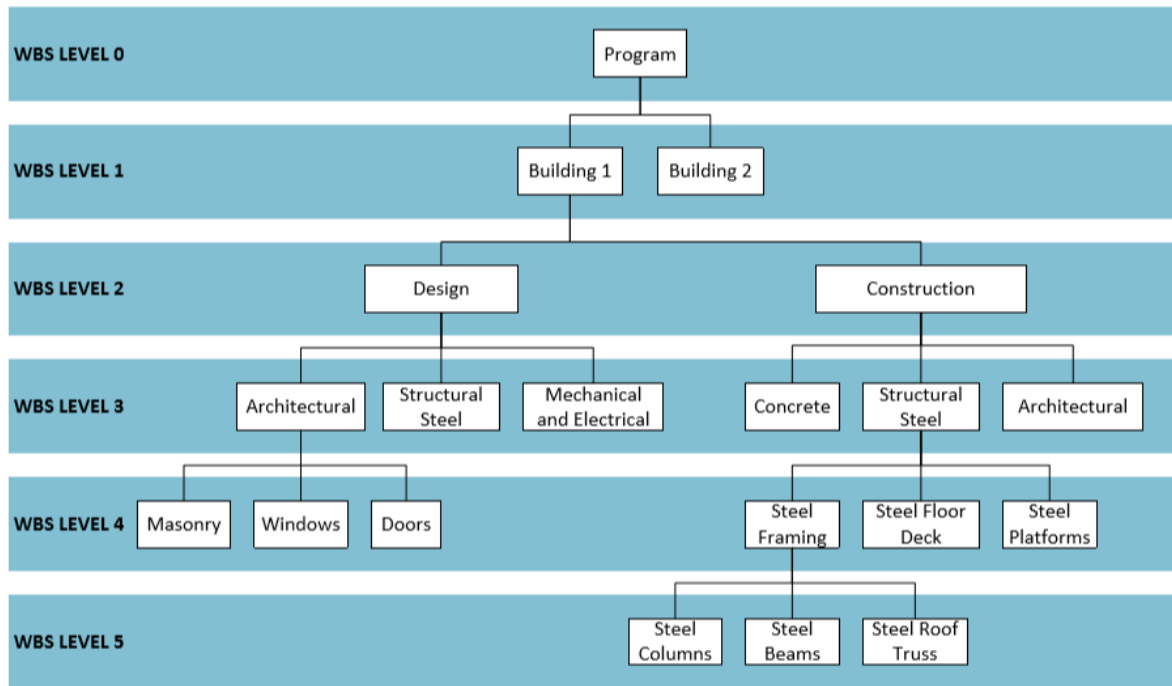 WBS LEVEL 0
Program
WBS LEVEL 1
Building 1
Building 2
WBS LEVEL 2
Design
Construction
WBS LEVEL 3
Architectural
Structural
Steel
Mechanical
and Electrical
Concrete
Structural
Steel
Architectural
WBS LEVEL 4
Masonry
Windows
Doors
Steel
Framing
Steel Floor
Deck
Steel
Platforms
WBS LEVEL 5
Steel
Columns
Steel
Beams
Steel Roof
Truss